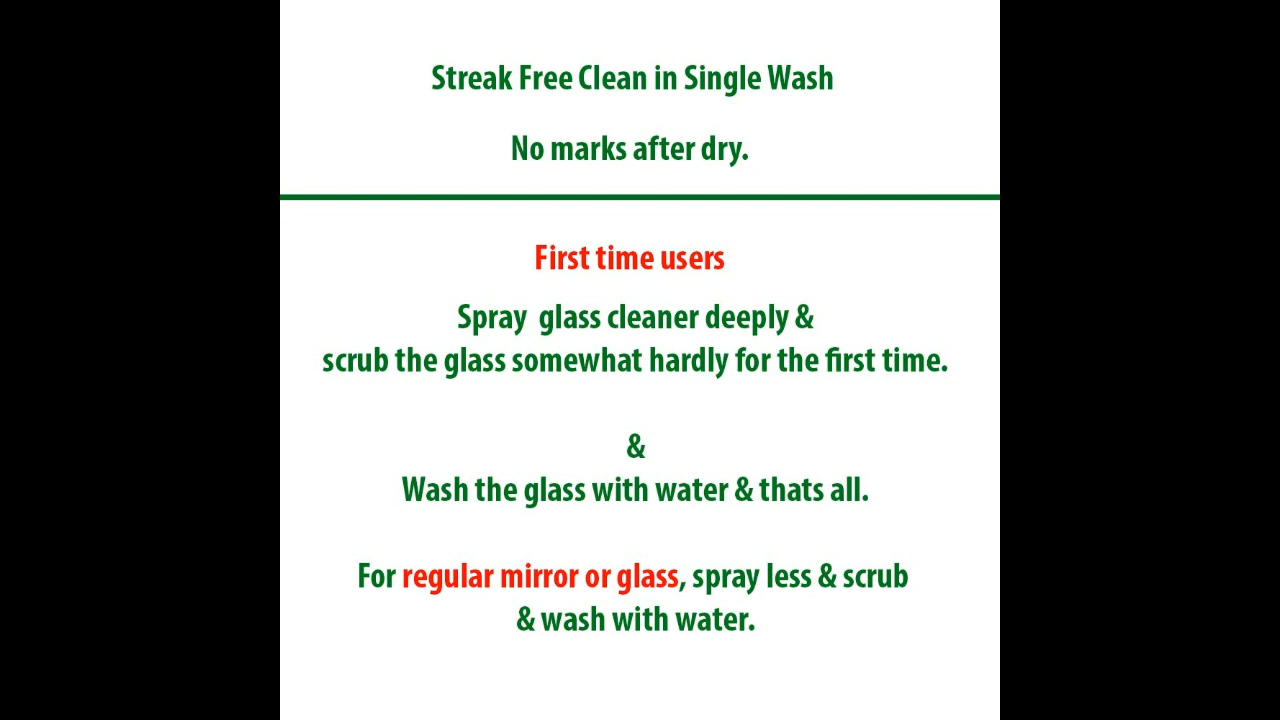 Streak Free Clean in Single Wash
No marks after dry.
First time users
Spray glass cleaner deeply &
scrub the glass somewhat hardly for the first time.
&
Wash the glass with water & thats all.
For regular mirror or glass, spray less & scrub
& wash with water.